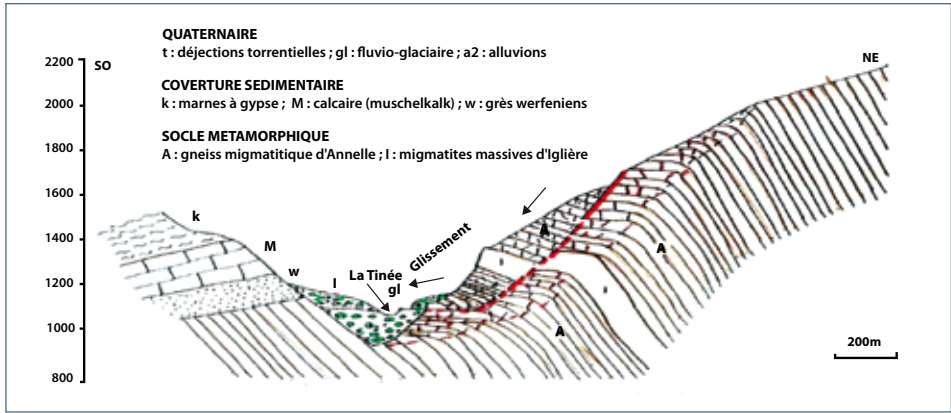 QUATERNAIRE
t : déjections torrentielles ; gl : fluvio-glaciaire ; a2 : alluvions
COVERTURE SEDIMENTAIRE
k : marnes à gypse ; M : calcaire (muschelkalk) ; w : grès werfeniens
SOCLE METAMORPHIQUE
A : gneiss migmatitique d'Annelle ; I : migmatites massives d'Iglière
2200
SO
NE
2000
1800
1600
1400
1200
1000
800
k
M
w
l
La Tinée
gl
Glissement
A
A
A
200m